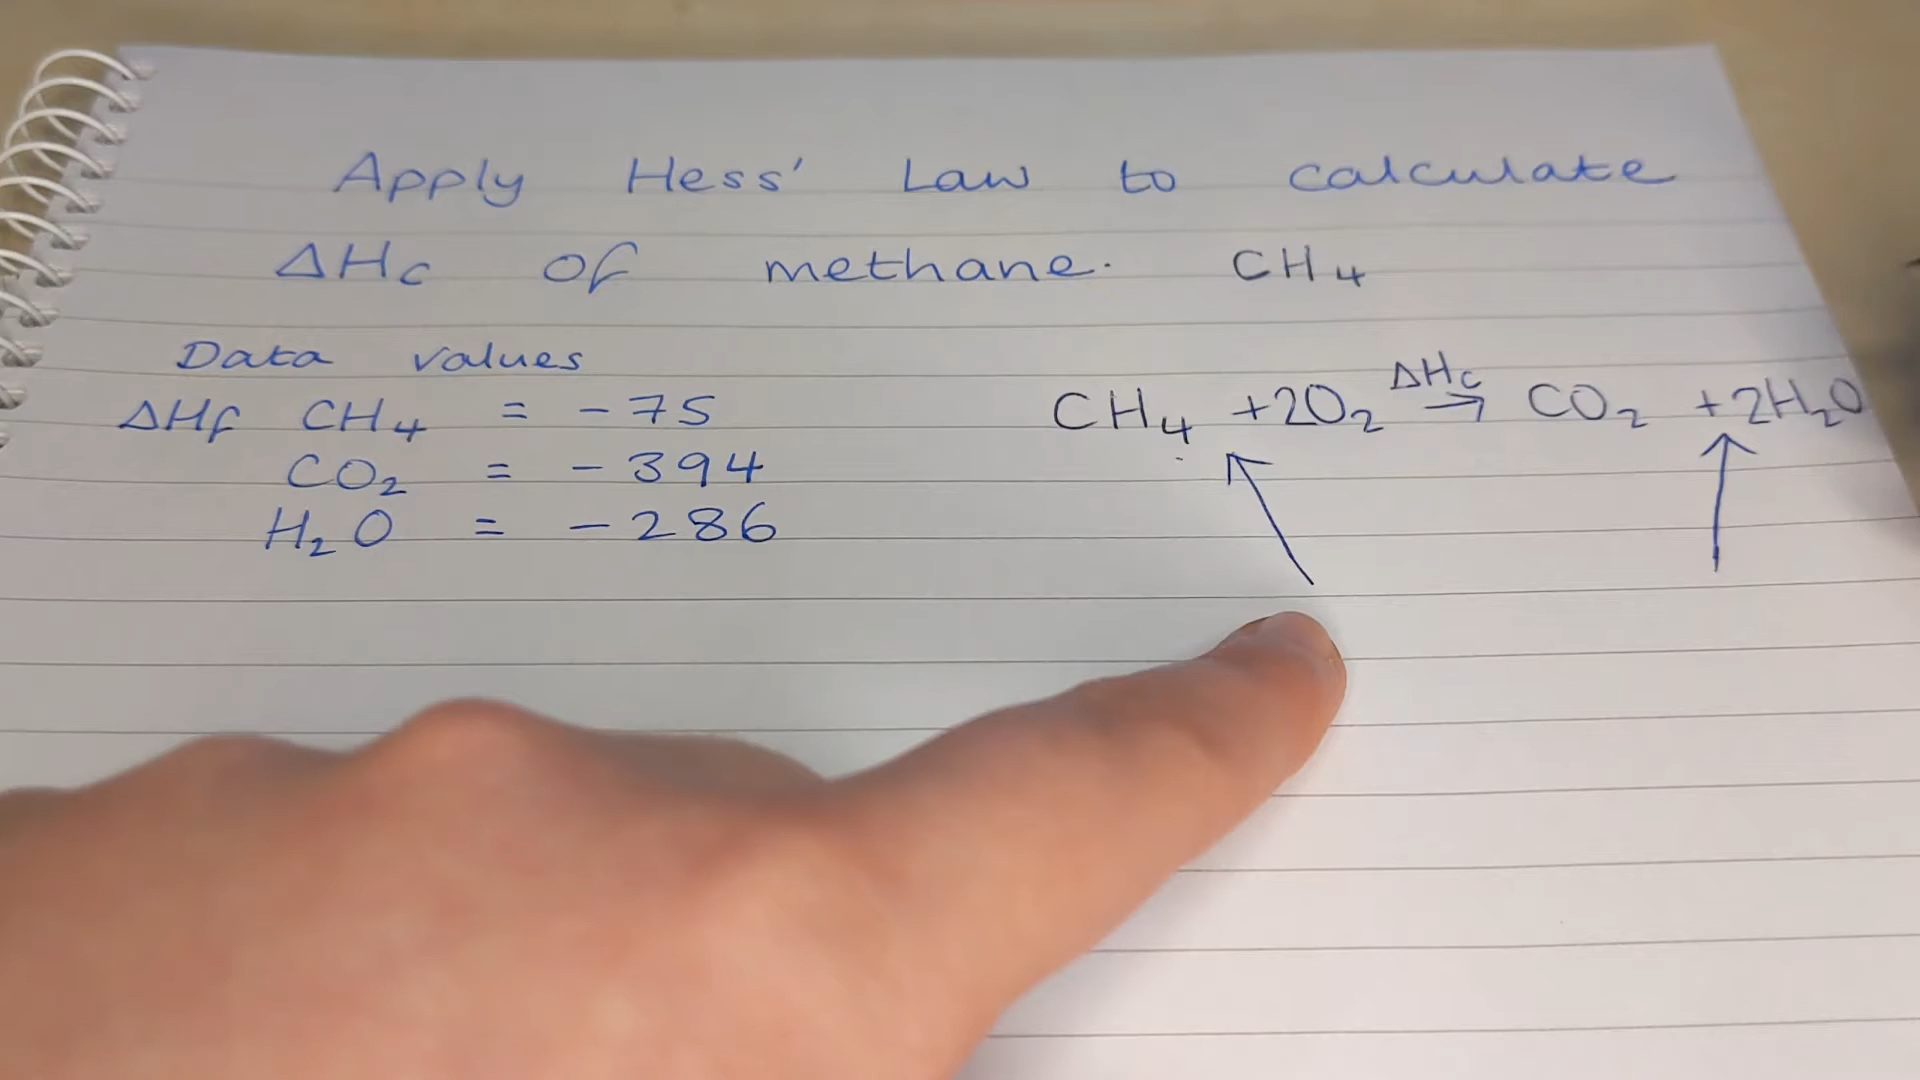 Apply Hess' Law to calculate
ΔHc of methane. CH₄
Data values
ΔHf CH₄ = -75
CO₂ = -394
H₂O = -286
CH₄ +2O₂ ΔHc → CO₂ +2H₂O